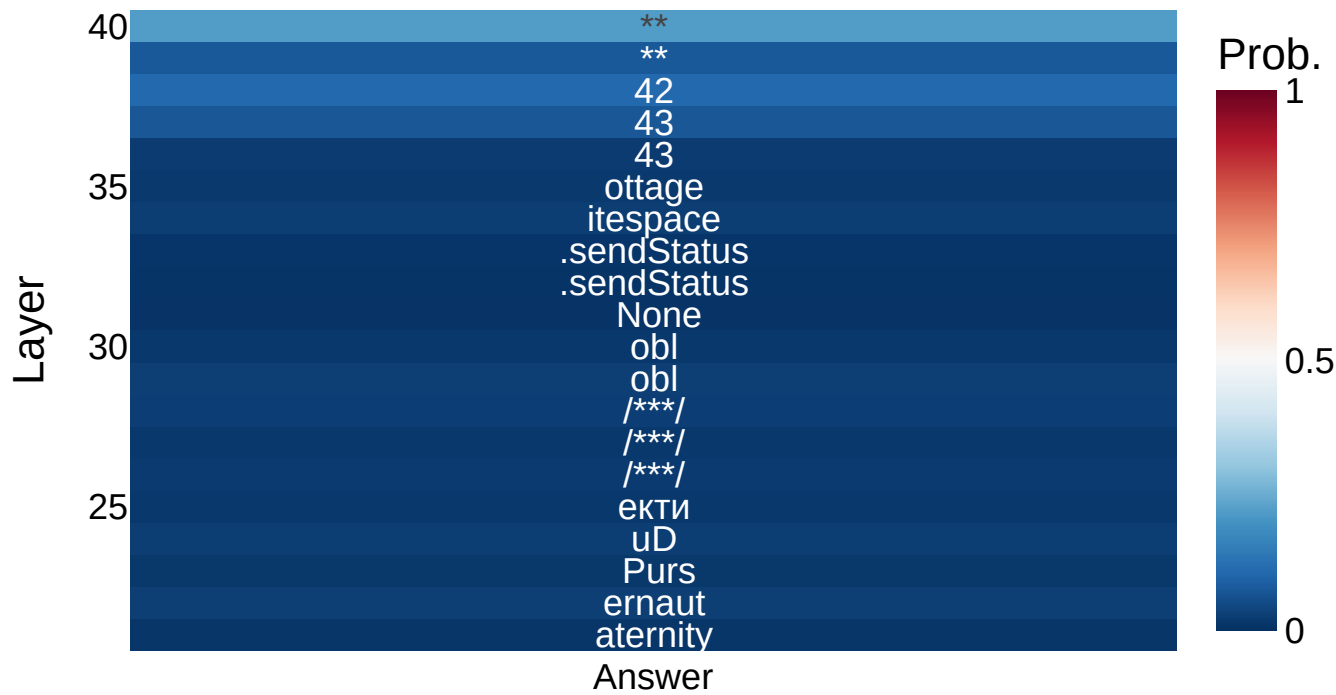 40
**
Prob.
**
42
1
43
43
35
ottage
itespace
.sendStatus
.sendStatus
None
Layer
30
obl
0.5
obl
/***/
/***/
/***/
25
екти
uD
Purs
ernaut
0
aternity
Answer